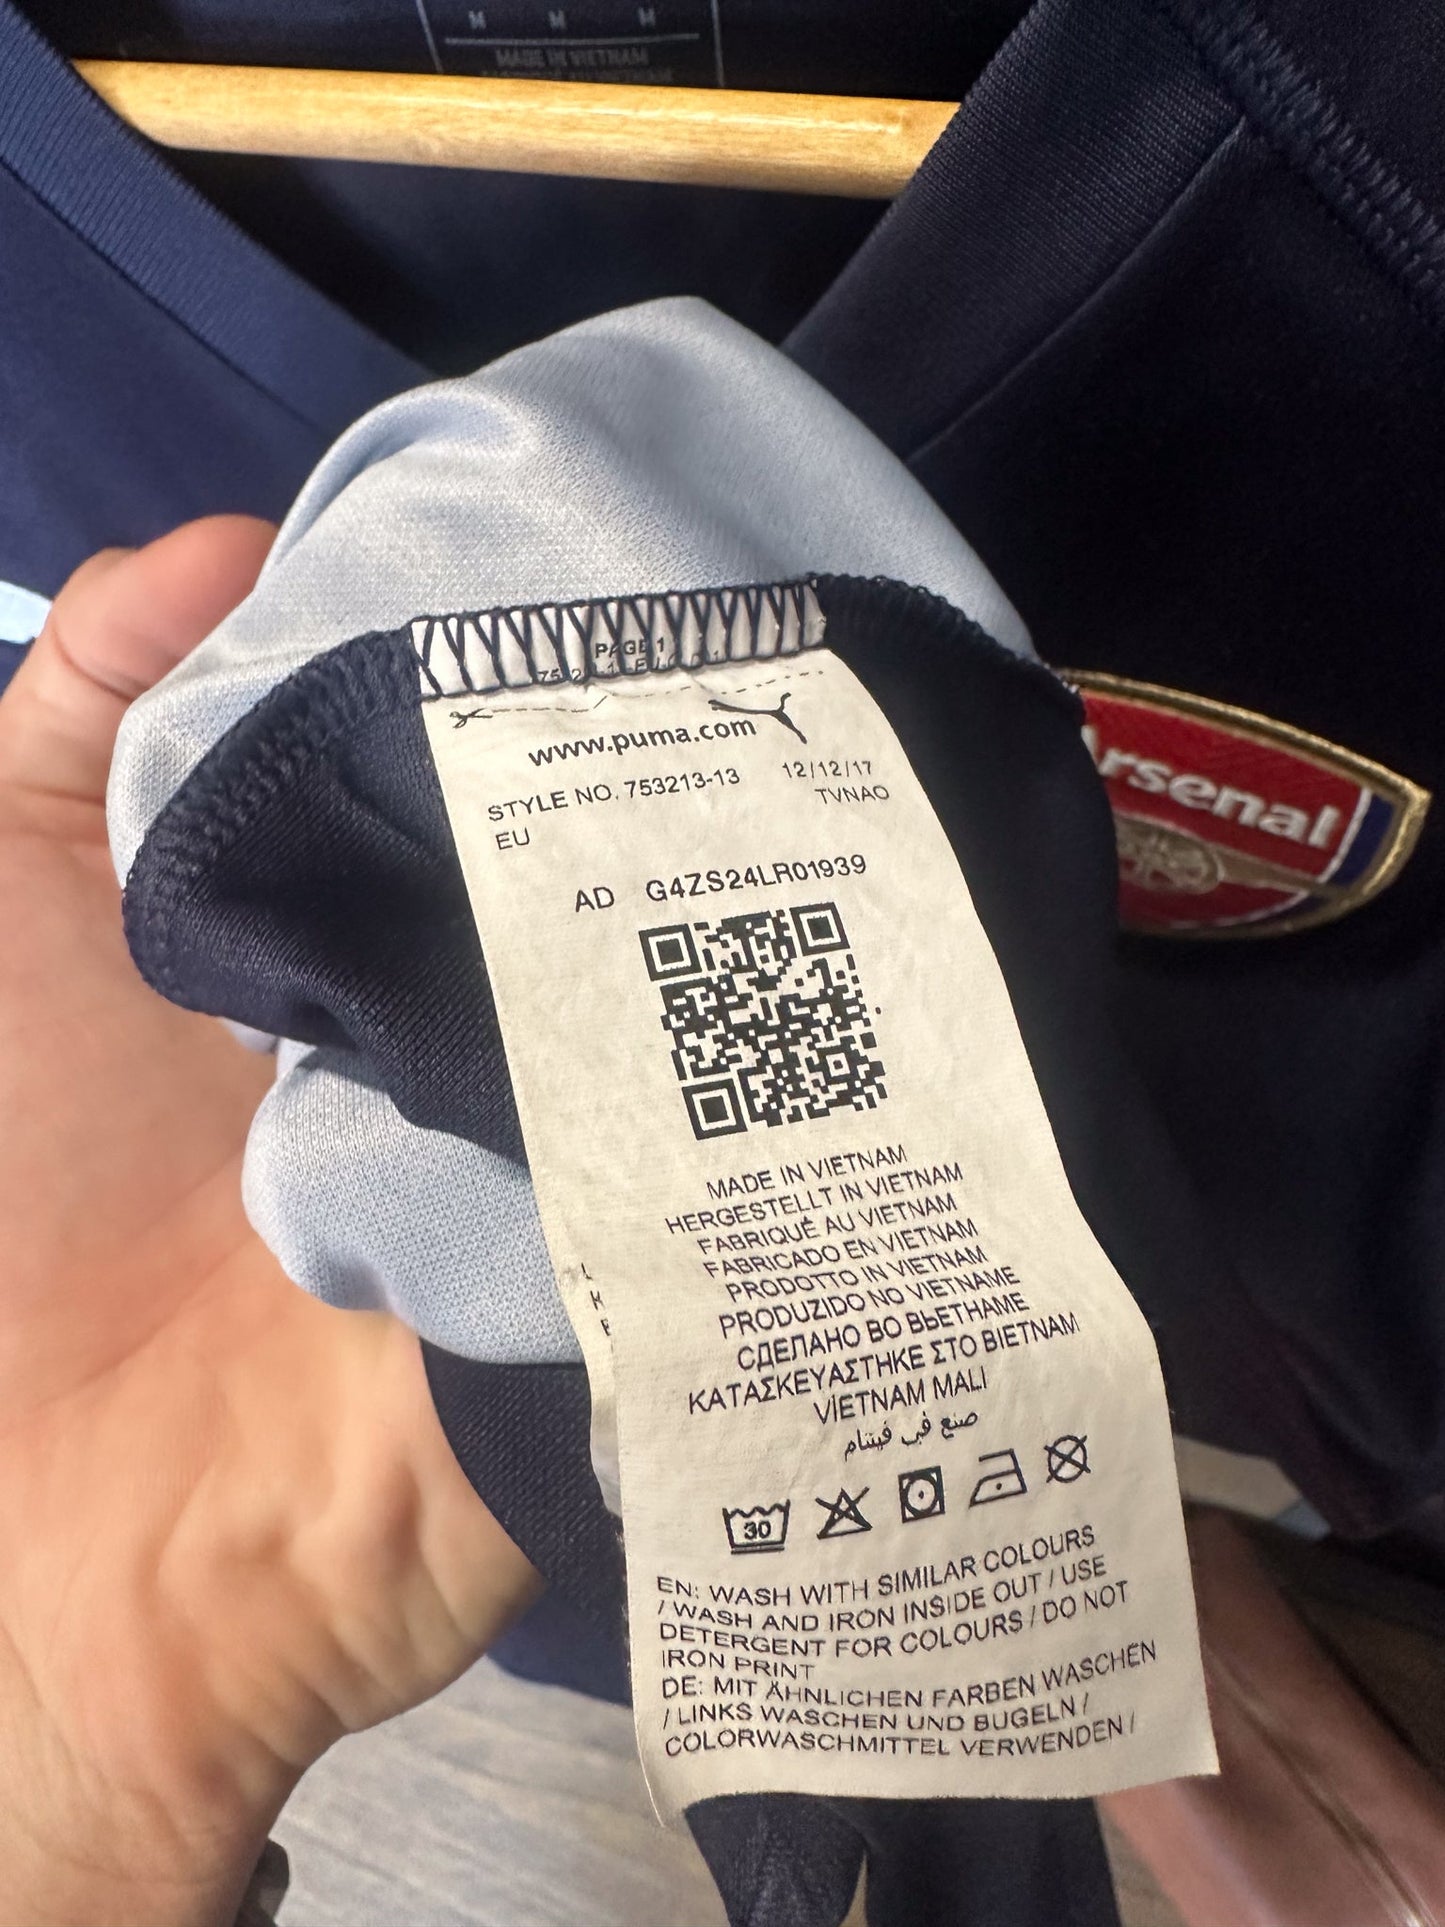 M M M
MADE IN VIETNAM
PAGE 1
www.puma.com
STYLE NO. 753213-13 12/12/17
EU TVNAO
AD G4ZS24LR01939
Arsenal
MADE IN VIETNAM
HERGESTELLT IN VIETNAM
FABRIQUÉ AU VIETNAM
FABRICADO EN VIETNAM
PRODOTTO IN VIETNAM
PRODUZIDO NO VIETNAME
СДЕЛАНО ВО ВЬЕТНАМЕ
ΚΑΤΑΣΚΕΥΑΣΤΗΚΕ ΣΤΟ ΒΙΕΤΝΑΜ
VIETNAM MALI
صنع في فيتنام
30
EN: WASH WITH SIMILAR COLOURS
/ WASH AND IRON INSIDE OUT / USE
DETERGENT FOR COLOURS / DO NOT
IRON PRINT
DE: MIT ÄHNLICHEN FARBEN WASCHEN
/ LINKS WASCHEN UND BUGELN /
COLORWASCHMITTEL VERWENDEN /